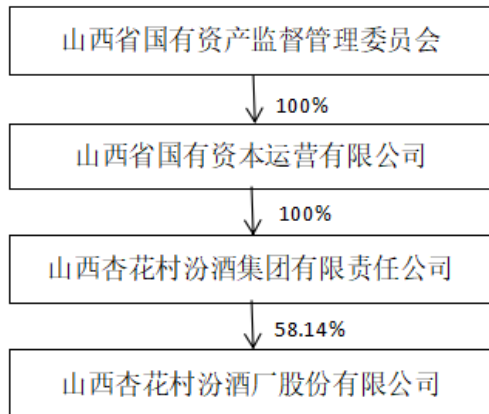 山西省国有资产监督管理委员会
100%
山西省国有资本运营有限公司
100%
山西杏花村汾酒集团有限责任公司
58.14%
山西杏花村汾酒厂股份有限公司